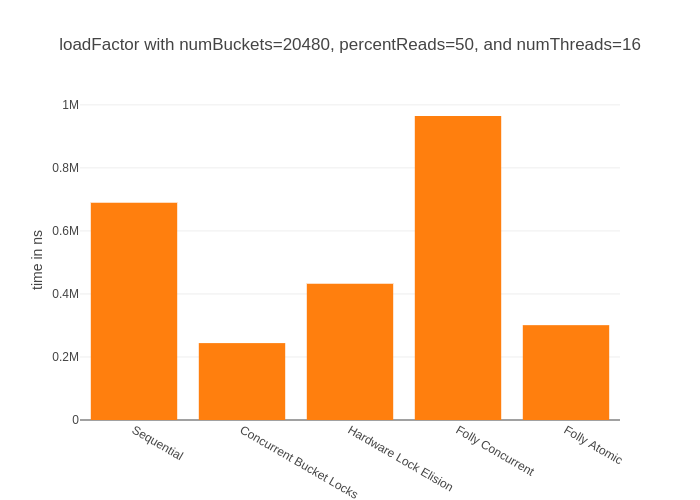 loadFactor with numBuckets=20480, percentReads=50, and numThreads=16
1M
0.8M
0.6M
0.4M
0.2M
0
time in ns
Sequential
Concurrent Bucket Locks
Hardware Lock Elision
Folly Concurrent
Folly Atomic